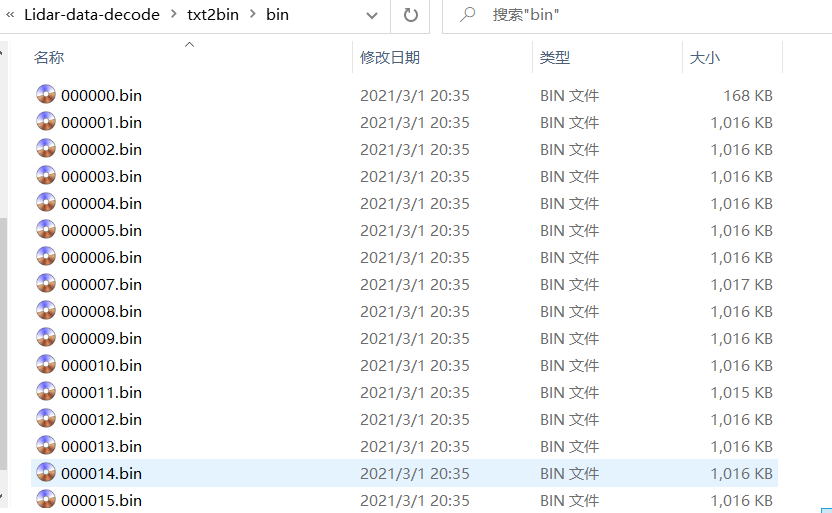 « Lidar-data-decode > txt2bin > bin 搜索"bin"
名称 修改日期 类型 大小
000000.bin 2021/3/1 20:35 BIN 文件 168 KB
000001.bin 2021/3/1 20:35 BIN 文件 1,016 KB
000002.bin 2021/3/1 20:35 BIN 文件 1,016 KB
000003.bin 2021/3/1 20:35 BIN 文件 1,016 KB
000004.bin 2021/3/1 20:35 BIN 文件 1,016 KB
000005.bin 2021/3/1 20:35 BIN 文件 1,016 KB
000006.bin 2021/3/1 20:35 BIN 文件 1,016 KB
000007.bin 2021/3/1 20:35 BIN 文件 1,017 KB
000008.bin 2021/3/1 20:35 BIN 文件 1,016 KB
000009.bin 2021/3/1 20:35 BIN 文件 1,016 KB
000010.bin 2021/3/1 20:35 BIN 文件 1,016 KB
000011.bin 2021/3/1 20:35 BIN 文件 1,015 KB
000012.bin 2021/3/1 20:35 BIN 文件 1,016 KB
000013.bin 2021/3/1 20:35 BIN 文件 1,016 KB
000014.bin 2021/3/1 20:35 BIN 文件 1,016 KB
000015.bin 2021/3/1 20:35 BIN 文件 1,016 KB